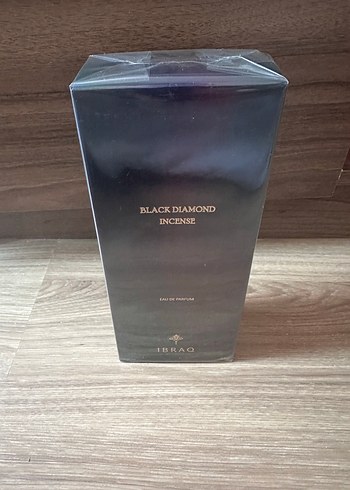 BLACK DIAMOND
INCENSE
EAU DE PARFUM
IBRAQ